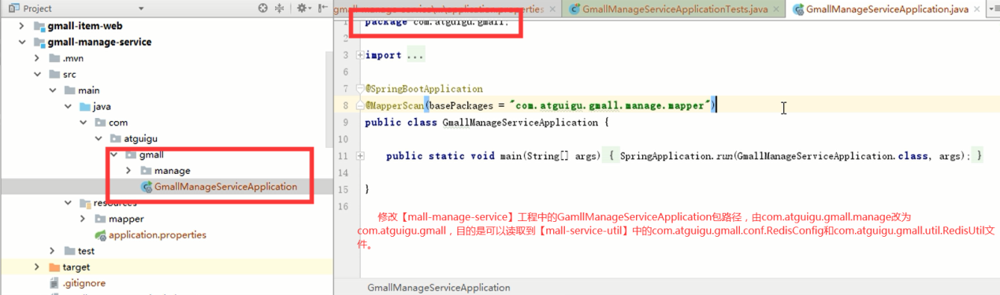 Project
gmall-manage-service\...\application.properties
GmallManageServiceApplicationTests.java
GmallManageServiceApplication.java
gmall-item-web
gmall-manage-service
.mvn
src
main
java
com
atguigu
gmall
manage
GmallManageServiceApplication
resources
mapper
application.properties
test
target
.gitignore
1 package com.atguigu.gmall;
2
3 import ...
6
7 @SpringBootApplication
8 @MapperScan(basePackages = "com.atguigu.gmall.manage.mapper")
9 public class GmallManageServiceApplication {
10
11 public static void main(String[] args) { SpringApplication.run(GmallManageServiceApplication.class, args); }
14
15 }
16
修改【mall-manage-service】工程中的GamllManageServiceApplication包路径，由com.atguigu.gmall.manage改为
com.atguigu.gmall，目的是可以读取到【mall-service-util】中的com.atguigu.gmall.conf.RedisConfig和com.atguigu.gmall.util.RedisUtil文
件。
GmallManageServiceApplication